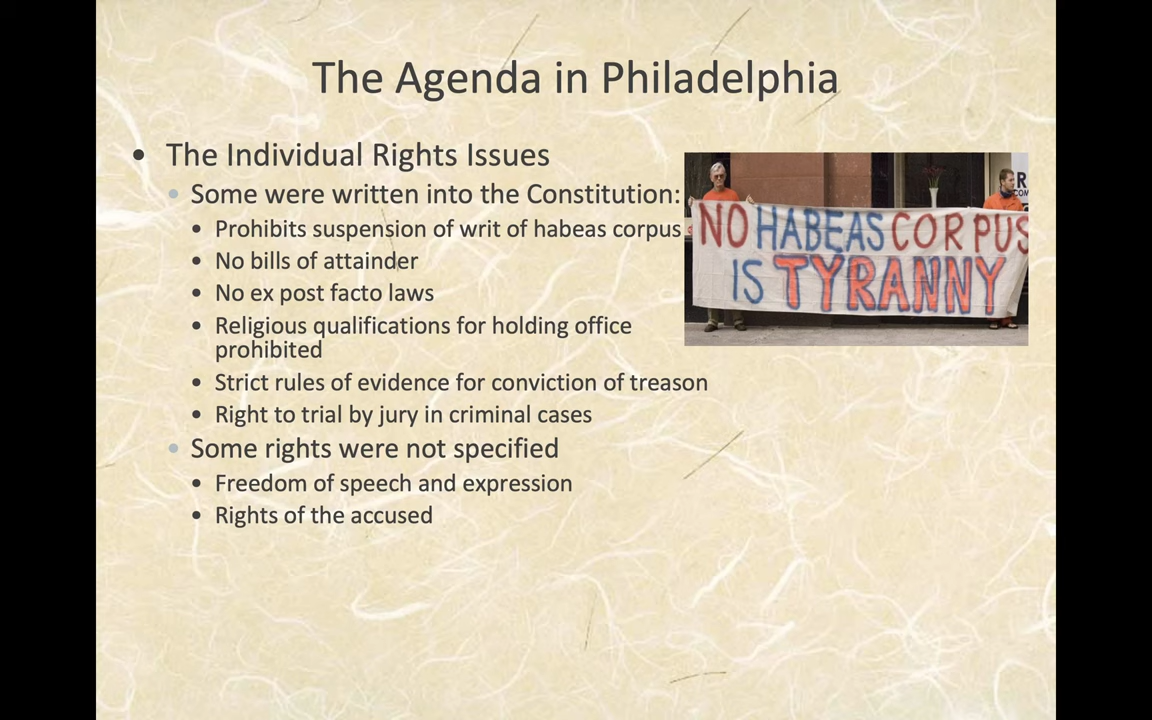 The Agenda in Philadelphia
• The Individual Rights Issues
• Some were written into the Constitution:
• Prohibits suspension of writ of habeas corpus
• No bills of attainder
• No ex post facto laws
• Religious qualifications for holding office
prohibited
• Strict rules of evidence for conviction of treason
• Right to trial by jury in criminal cases
• Some rights were not specified
• Freedom of speech and expression
• Rights of the accused
NO HABEAS CORPUS
IS TYRANNY